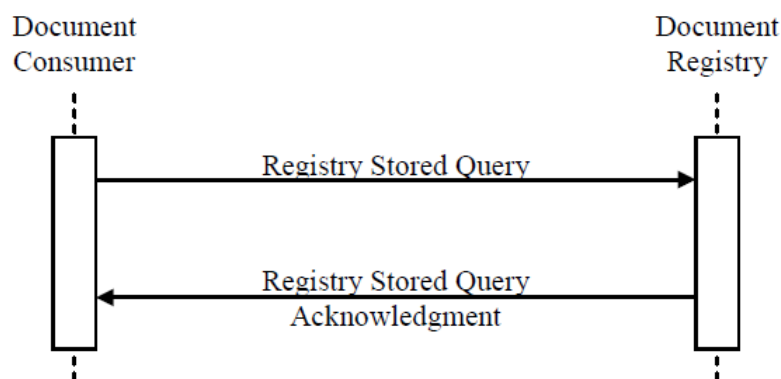 Document
Consumer
Document
Registry
Registry Stored Query
Registry Stored Query
Acknowledgment